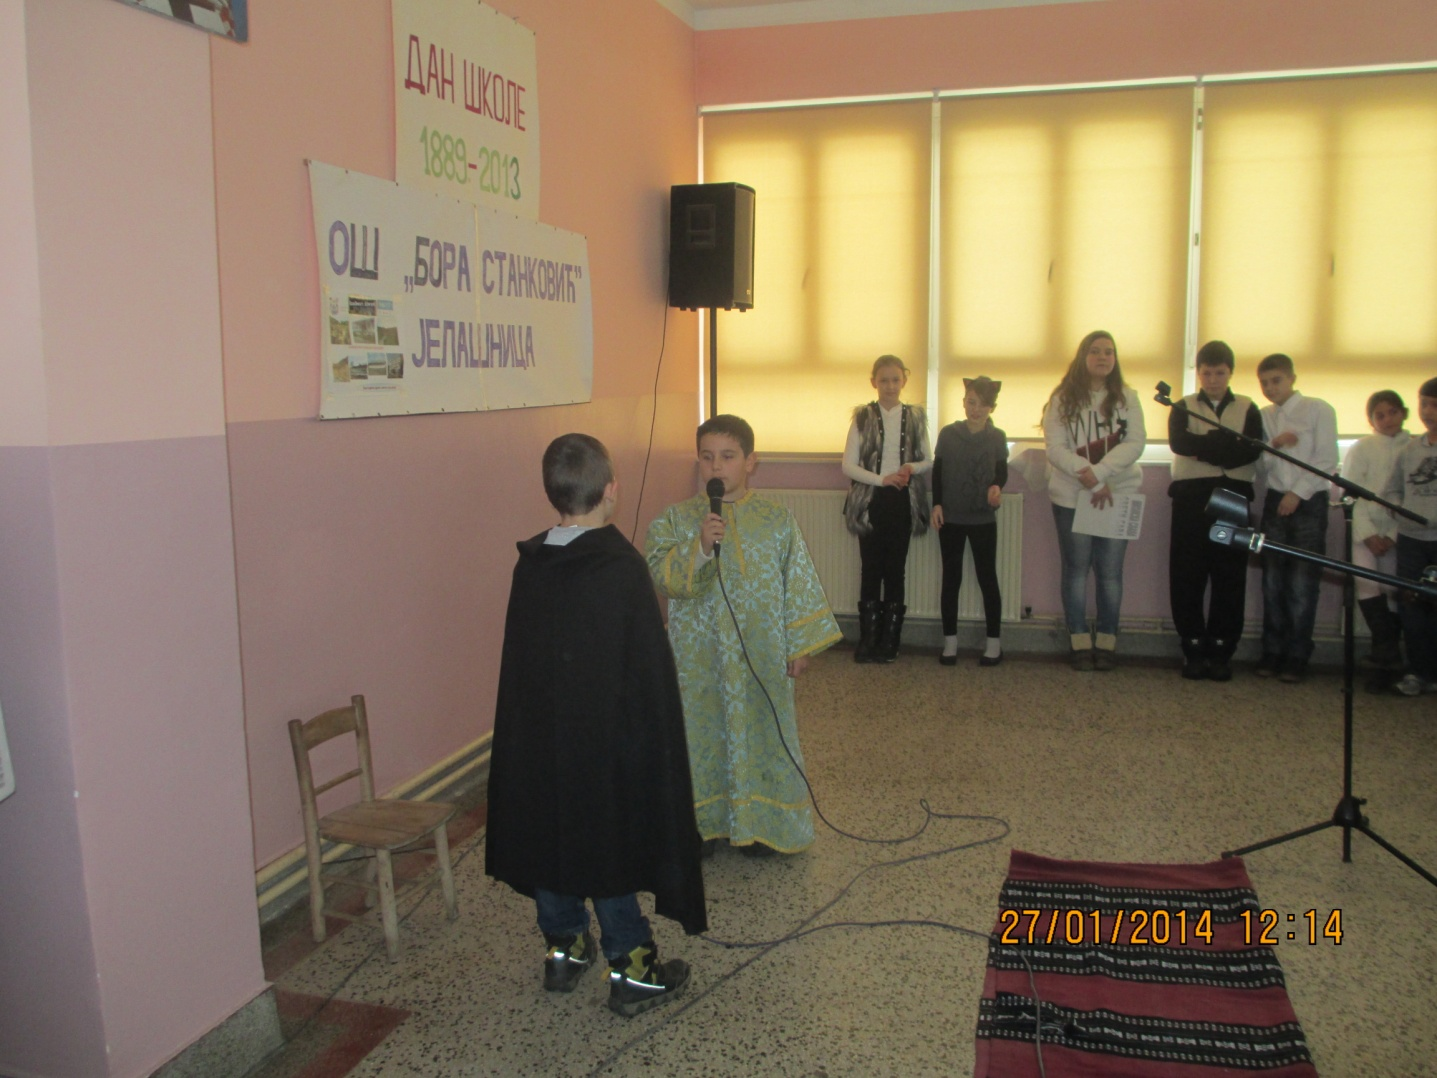 ДАН ШКОЛЕ
1889-2013
ОШ „БОРА СТАНКОВИЋ”
ЈЕЛАШНИЦА
27/01/2014 12:14